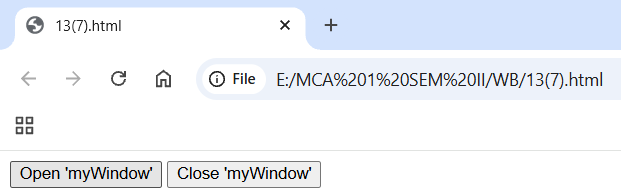 13(7).html
File E:/MCA%201%20SEM%20II/WB/13(7).html
Open 'myWindow' Close 'myWindow'